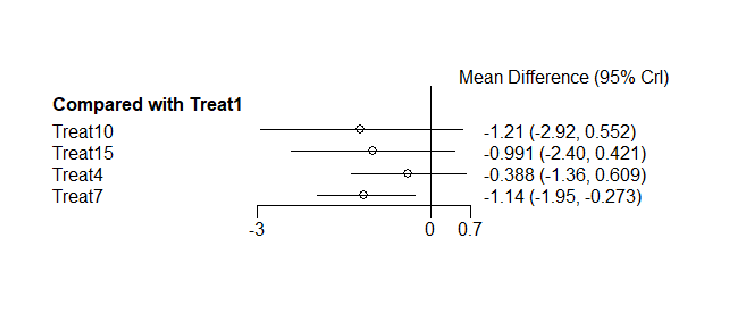 Mean Difference (95% CrI)
Compared with Treat1
Treat10 -1.21 (-2.92, 0.552)
Treat15 -0.991 (-2.40, 0.421)
Treat4 -0.388 (-1.36, 0.609)
Treat7 -1.14 (-1.95, -0.273)
-3 0 0.7